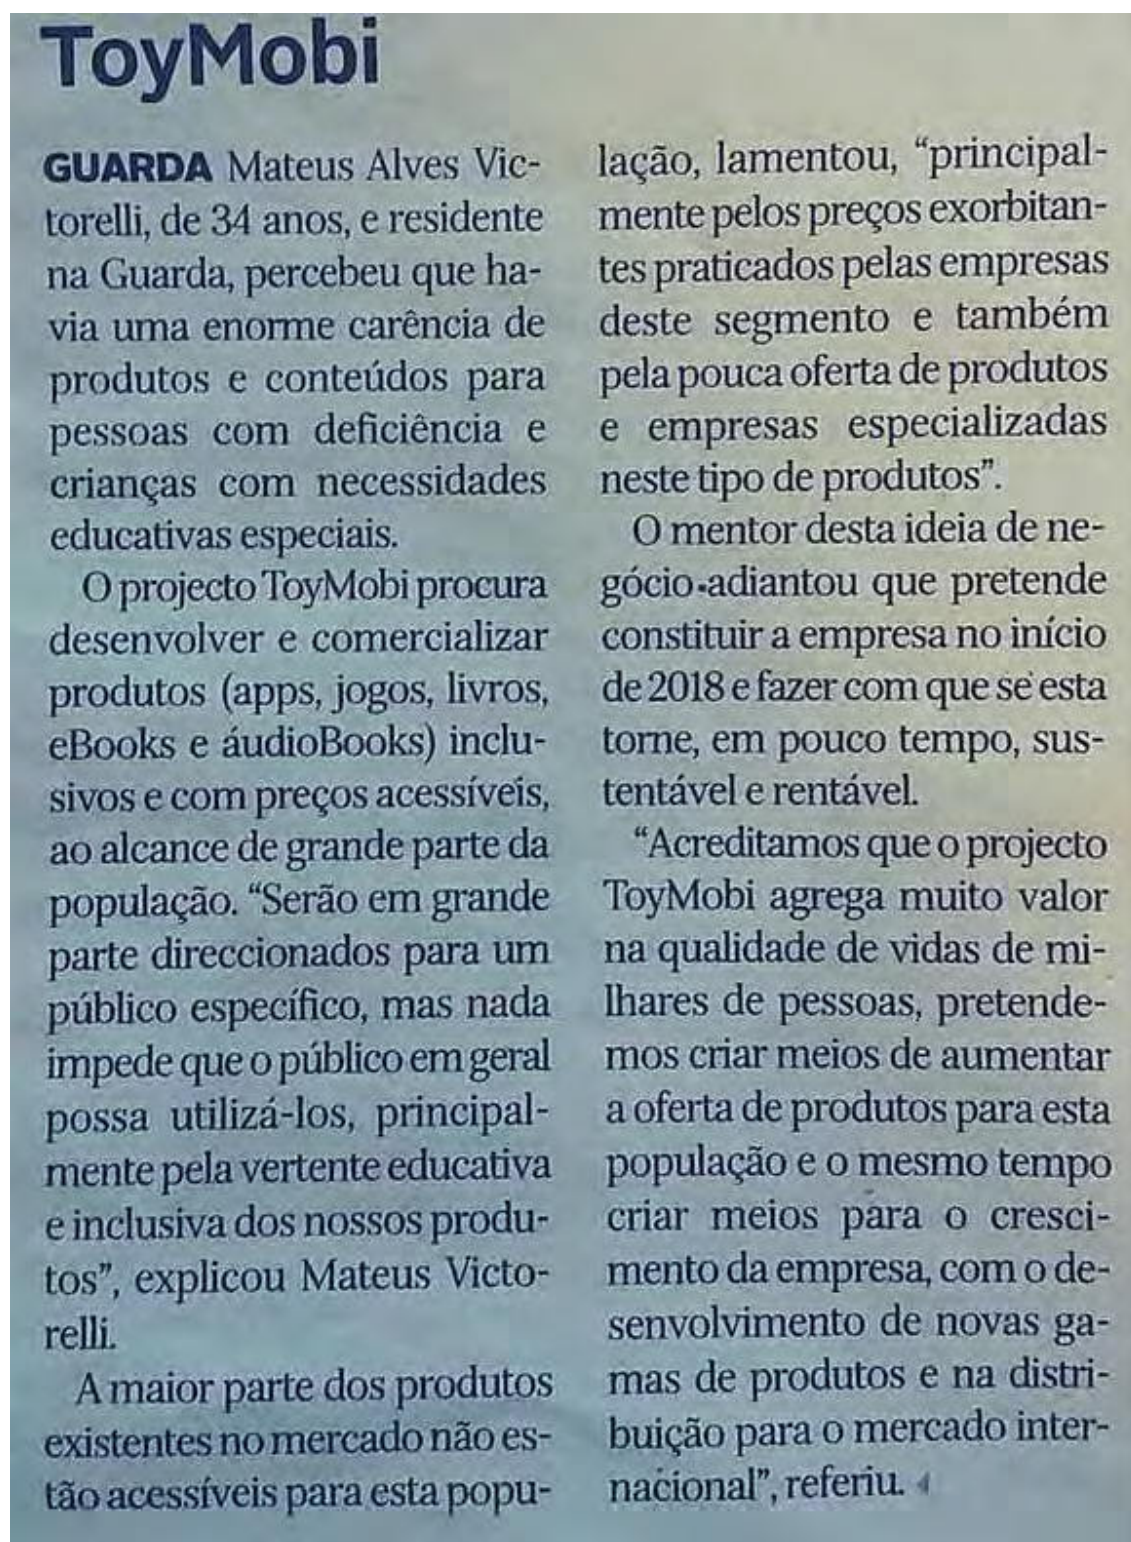 ToyMobi
GUARDA Mateus Alves Vic-
torelli, de 34 anos, e residente
na Guarda, percebeu que ha-
via uma enorme carência de
produtos e conteúdos para
pessoas com deficiência e
crianças com necessidades
educativas especiais.
O projecto ToyMobi procura
desenvolver e comercializar
produtos (apps, jogos, livros,
eBooks e áudioBooks) inclu-
sivos e com preços acessíveis,
ao alcance de grande parte da
população. “Serão em grande
parte direccionados para um
público específico, mas nada
impede que o público em geral
possa utilizá-los, principal-
mente pela vertente educativa
e inclusiva dos nossos produ-
tos”, explicou Mateus Victo-
relli.
A maior parte dos produtos
existentes no mercado não es-
tão acessíveis para esta popu-
lação, lamentou, “principal-
mente pelos preços exorbitan-
tes praticados pelas empresas
deste segmento e também
pela pouca oferta de produtos
e empresas especializadas
neste tipo de produtos”.
O mentor desta ideia de ne-
gócio adiantou que pretende
constituir a empresa no início
de 2018 e fazer com que se esta
torne, em pouco tempo, sus-
tentável e rentável.
“Acreditamos que o projecto
ToyMobi agrega muito valor
na qualidade de vidas de mi-
lhares de pessoas, pretende-
mos criar meios de aumentar
a oferta de produtos para esta
população e o mesmo tempo
criar meios para o cresci-
mento da empresa, com o de-
senvolvimento de novas ga-
mas de produtos e na distri-
buição para o mercado inter-
nacional”, referiu.